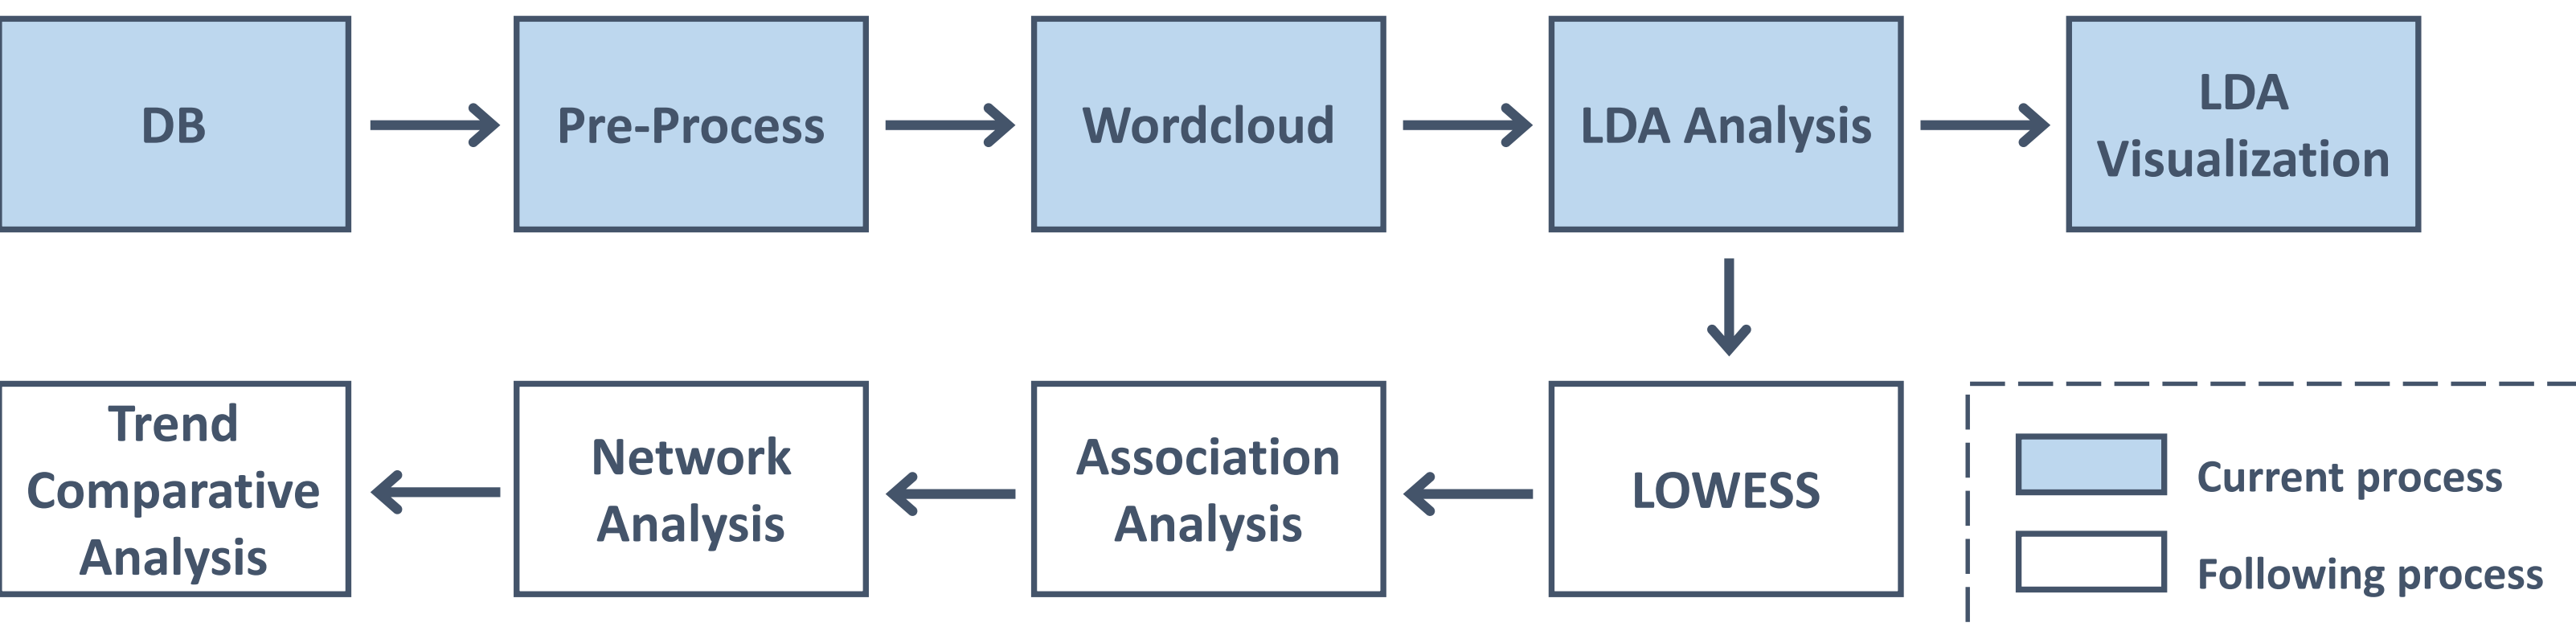 DB
Pre-Process
Wordcloud
LDA Analysis
LDA
Visualization
Trend
Comparative
Analysis
Network
Analysis
Association
Analysis
LOWESS
Current process
Following process